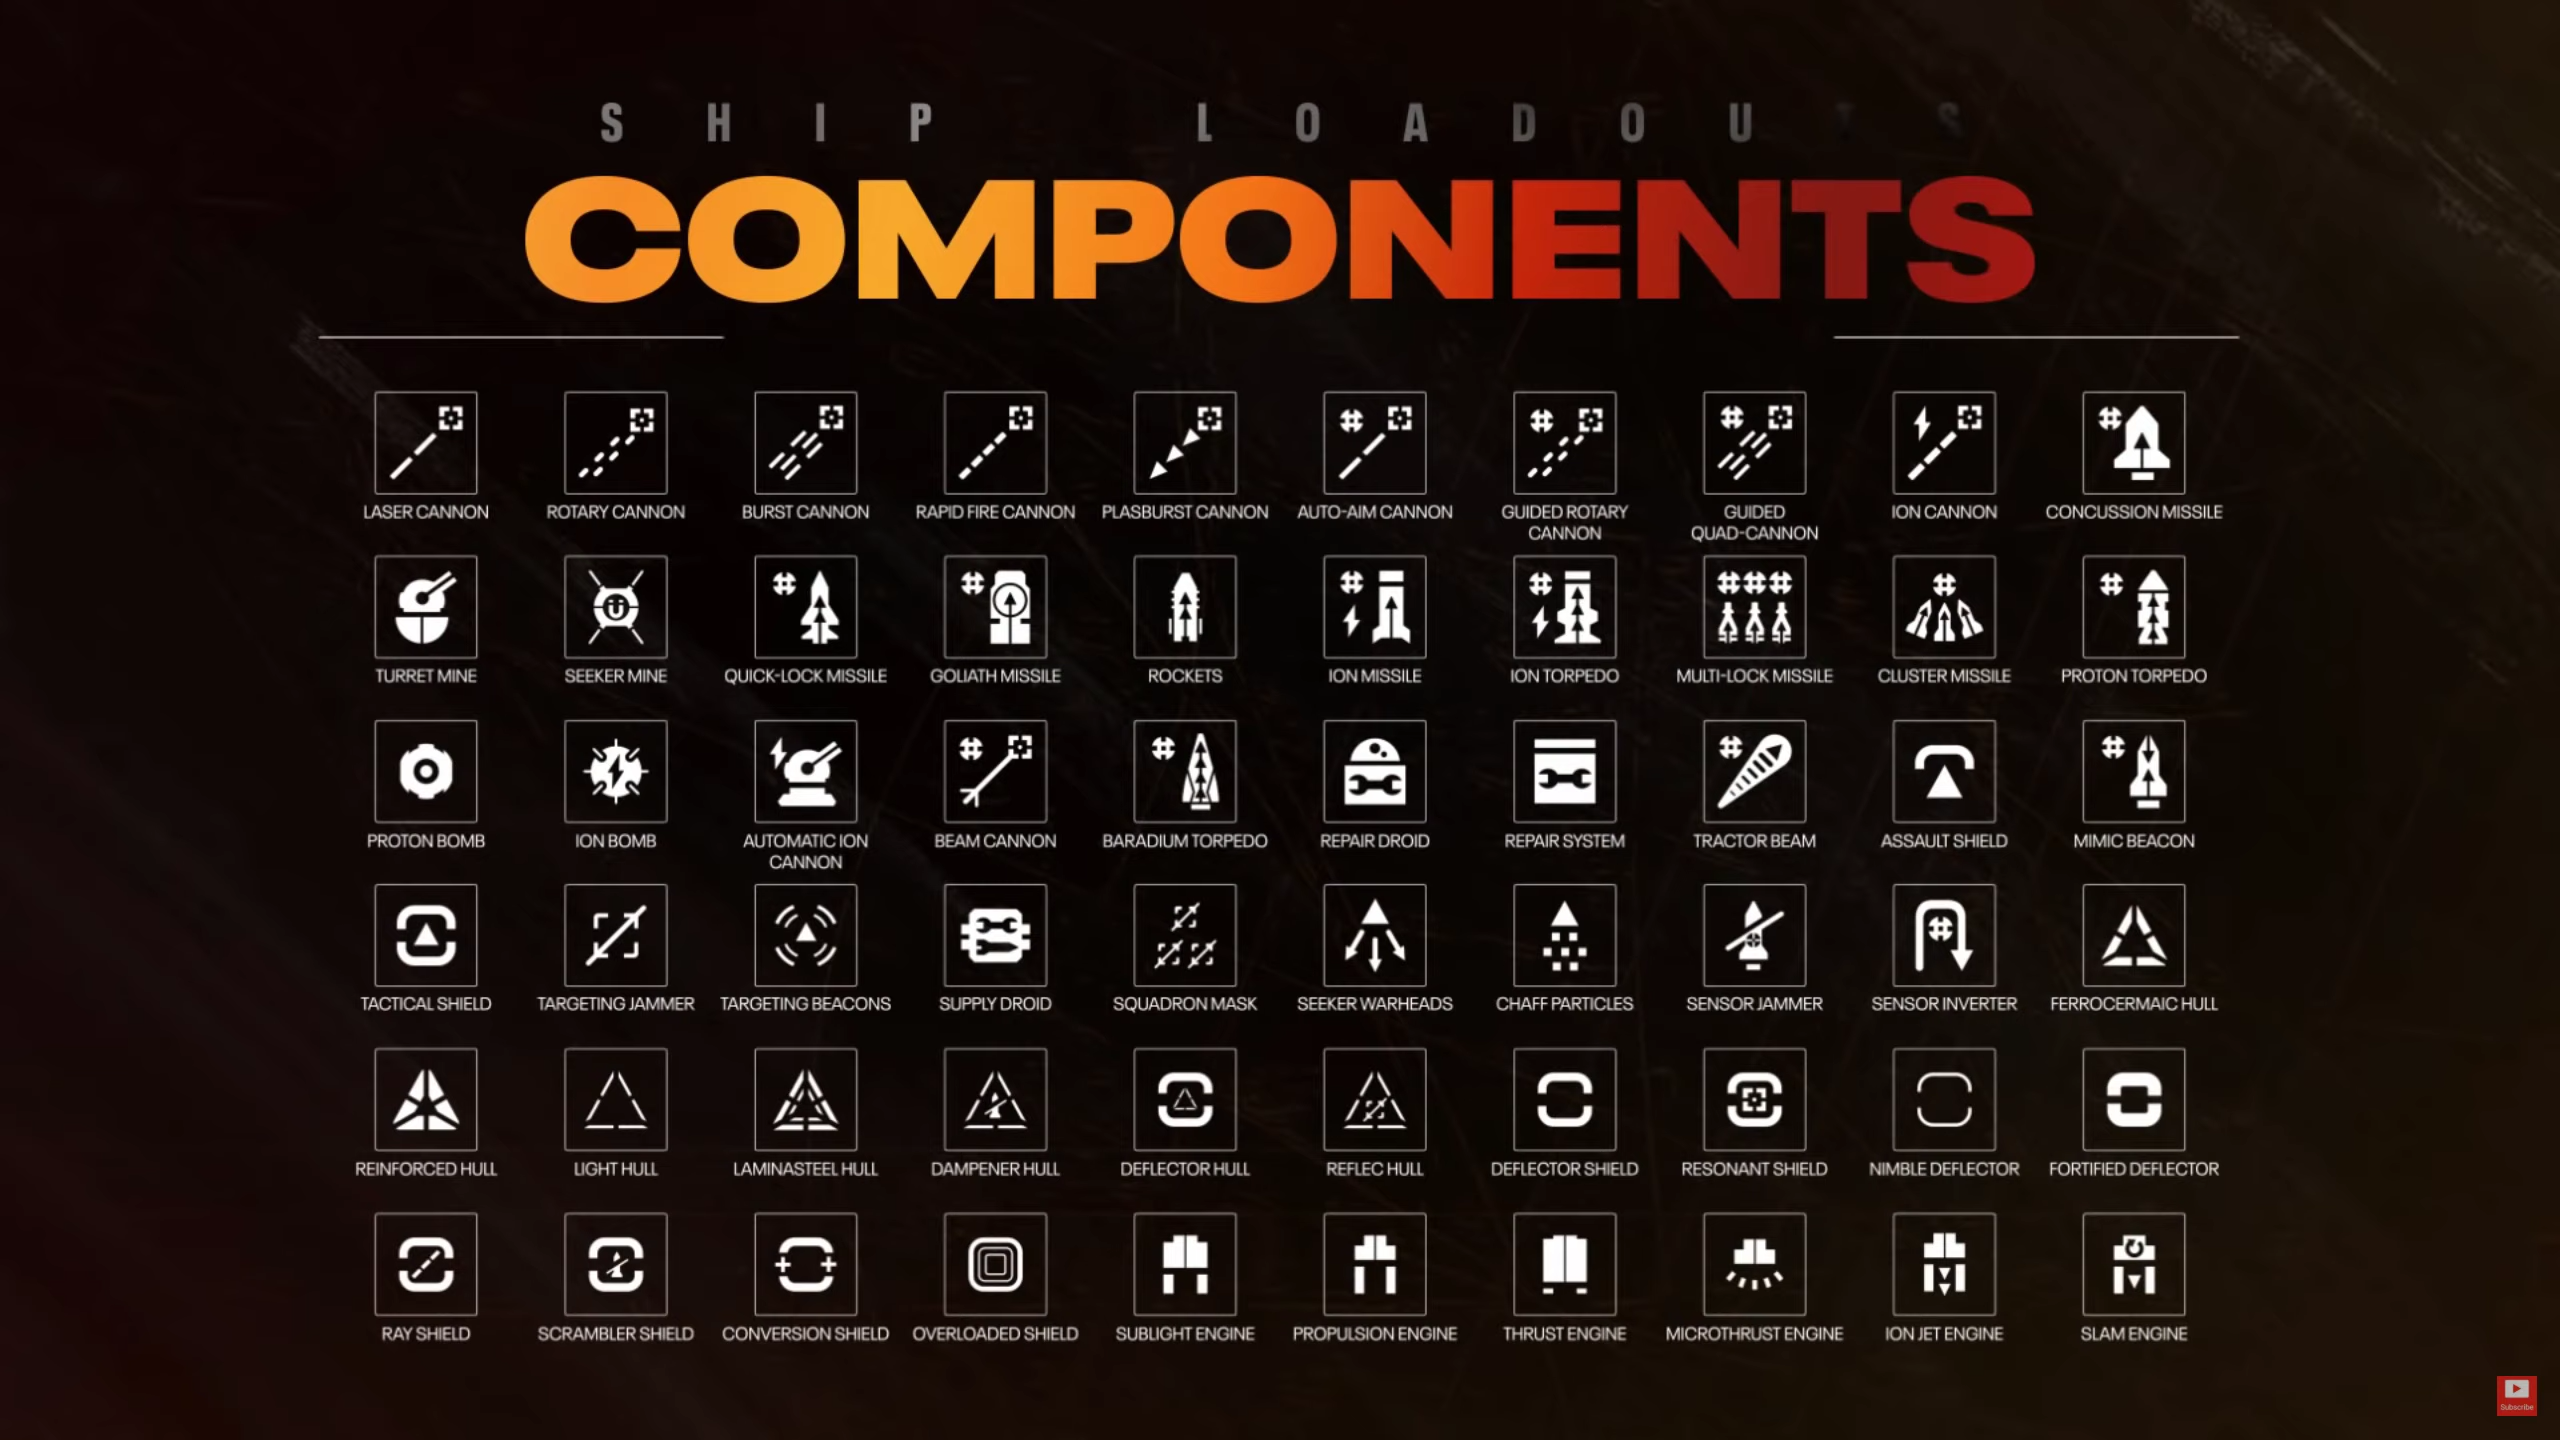 SHIP LOADOUTS
COMPONENTS
LASER CANNON
ROTARY CANNON
BURST CANNON
RAPID FIRE CANNON
PLASBURST CANNON
AUTO-AIM CANNON
GUIDED ROTARY
CANNON
GUIDED
QUAD-CANNON
ION CANNON
CONCUSSION MISSILE
TURRET MINE
SEEKER MINE
QUICK-LOCK MISSILE
GOLIATH MISSILE
ROCKETS
ION MISSILE
ION TORPEDO
MULTI-LOCK MISSILE
CLUSTER MISSILE
PROTON TORPEDO
PROTON BOMB
ION BOMB
AUTOMATIC ION
CANNON
BEAM CANNON
BARADIUM TORPEDO
REPAIR DROID
REPAIR SYSTEM
TRACTOR BEAM
ASSAULT SHIELD
MIMIC BEACON
TACTICAL SHIELD
TARGETING JAMMER
TARGETING BEACONS
SUPPLY DROID
SQUADRON MASK
SEEKER WARHEADS
CHAFF PARTICLES
SENSOR JAMMER
SENSOR INVERTER
FERROCERMAIC HULL
REINFORCED HULL
LIGHT HULL
LAMINASTEEL HULL
DAMPENER HULL
DEFLECTOR HULL
REFLEC HULL
DEFLECTOR SHIELD
RESONANT SHIELD
NIMBLE DEFLECTOR
FORTIFIED DEFLECTOR
RAY SHIELD
SCRAMBLER SHIELD
CONVERSION SHIELD
OVERLOADED SHIELD
SUBLIGHT ENGINE
PROPULSION ENGINE
THRUST ENGINE
MICROTHRUST ENGINE
ION JET ENGINE
SLAM ENGINE
Subscribe